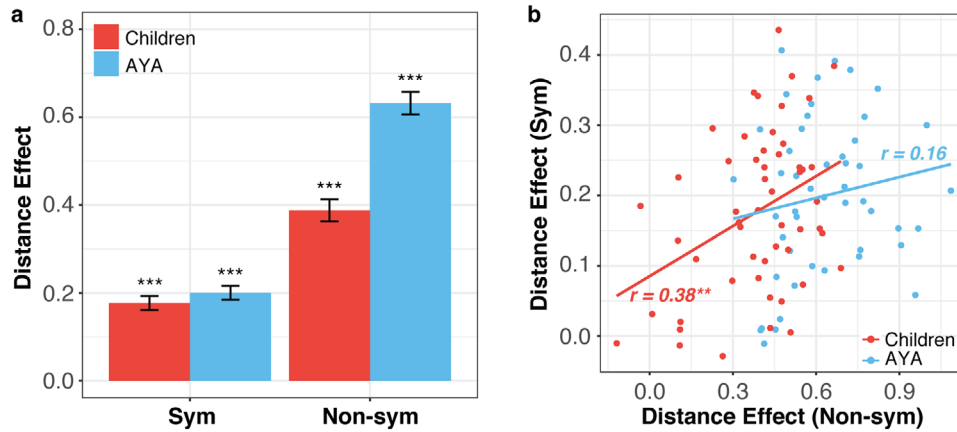 a
Distance Effect
0.8
0.6
0.4
0.2
0.0
Children
AYA
***
***
***
***
Sym
Non-sym
b
Distance Effect (Sym)
0.4
0.3
0.2
0.1
0.0
r = 0.16
r = 0.38**
Children
AYA
0.0
0.3
0.6
0.9
Distance Effect (Non-sym)